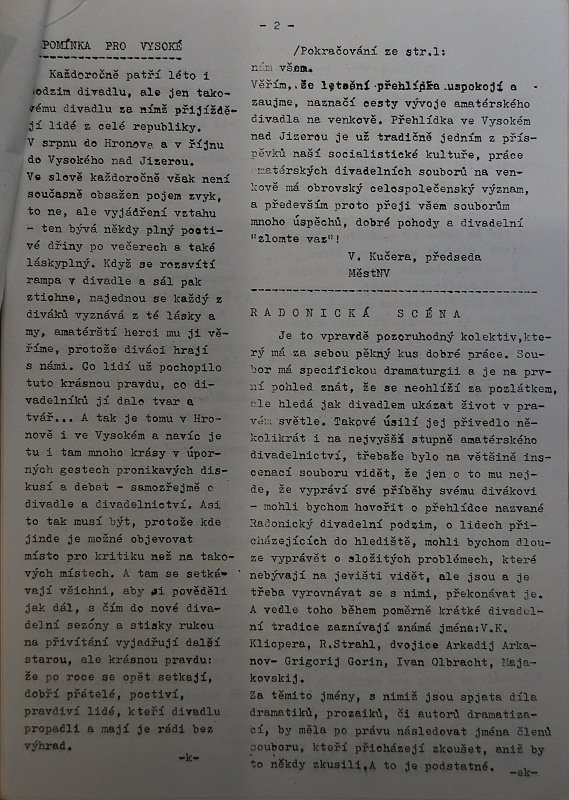 - 2 -
POMÍNKA PRO VYSOKÉ
Každoročně patří léto i
podzim divadlu, ale jen tako-
vému divadlu za nímž přijíždě-
jí lidé z celé republiky.
V srpnu do Hronova a v říjnu
do Vysokého nad Jizerou.
Ve slově každoročně však není
současně obsažen pojem zvyk,
to ne, ale vyjádření vztahu
- ten bývá někdy plný pocti-
vé dřiny po večerech a také
láskyplný. Když se rozsvítí
rampa v divadle a sál pak
ztichne, najednou se každý z
diváků vyznává z té lásky a
my, amatérští herci mu ji vě-
říme, protože diváci hrají
s námi. Co lidí už pochopilo
tuto krásnou pravdu, co di-
vadelníků jí dalo tvar a
tvář... A tak je tomu v Hro-
nově i ve Vysokém a navíc je
tu i tam mnoho krásy v úpor-
ných gestech pronikavých dis-
kusí a debat - samozřejmě o
divadle a divadelnictví. Asi
to tak musí být, protože kde
jinde je možné objevovat
místo pro kritiku než na tako-
vých místech. A tam se setká-
vají všichni, aby si pověděli
jak dál, s čím do nové diva-
delní sezóny a stisky rukou
na přivítání vyjadřují další
starou, ale krásnou pravdu:
že po roce se opět setkají,
dobří přátelé, poctiví,
pravdiví lidé, kteří divadlu
propadli a mají je rádi bez
výhrad.
-k-
/Pokračování ze str.1:
nám všem.
Věřím, že letošní přehlídka uspokojí a
zaujme, naznačí cesty vývoje amatérského
divadla na venkově. Přehlídka ve Vysokém
nad Jizerou je už tradičně jedním z přís-
pěvků naší socialistické kultuře, práce
amatérských divadelních souborů na ven-
kově má obrovský celospolečenský význam,
a především proto přeji všem souborům
mnoho úspěchů, dobré pohody a divadelní
"zlomte vaz"!
V. Kučera, předseda
MěstNV
RADONICKÁ SCÉNA
Je to vpravdě pozoruhodný kolektiv,kte-
rý má za sebou pěkný kus dobré práce. Sou-
bor má specifickou dramaturgii a je na prv-
ní pohled znát, že se neohlíží za pozlátkem,
ale hledá jak divadlem ukázat život v pra-
vém světle. Takové úsilí jej přivedlo ně-
kolikrát i na nejvyšší stupně amatérského
divadelnictví, třebaže bylo na většině ins-
cenací souboru vidět, že jen o to mu nej-
de, že vypráví své příběhy svému divákovi
- mohli bychom hovořit o přehlídce nazvané
Radonický divadelní podzim, o lidech při-
cházejících do hlediště, mohli bychom dlou-
ze vyprávět o složitých problémech, které
nebývají na jevišti vidět, ale jsou a je
třeba vyrovnávat se s nimi, překonávat je.
A vedle toho během poměrně krátké divadel-
ní tradice zaznívají známá jména:V.K.
Klicpera, R.Strahl, dvojice Arkadij Arka-
nov- Grigorij Gorin, Ivan Olbracht, Maja-
kovskij.
Za těmito jmény, s nimiž jsou spjata díla
dramatiků, prozaiků, či autorů dramatiza-
cí, by měla po právu následovat jména členů
souboru, kteří přicházejí zkoušet, aniž by
to někdy zkusili.A to je podstatné. -ek-